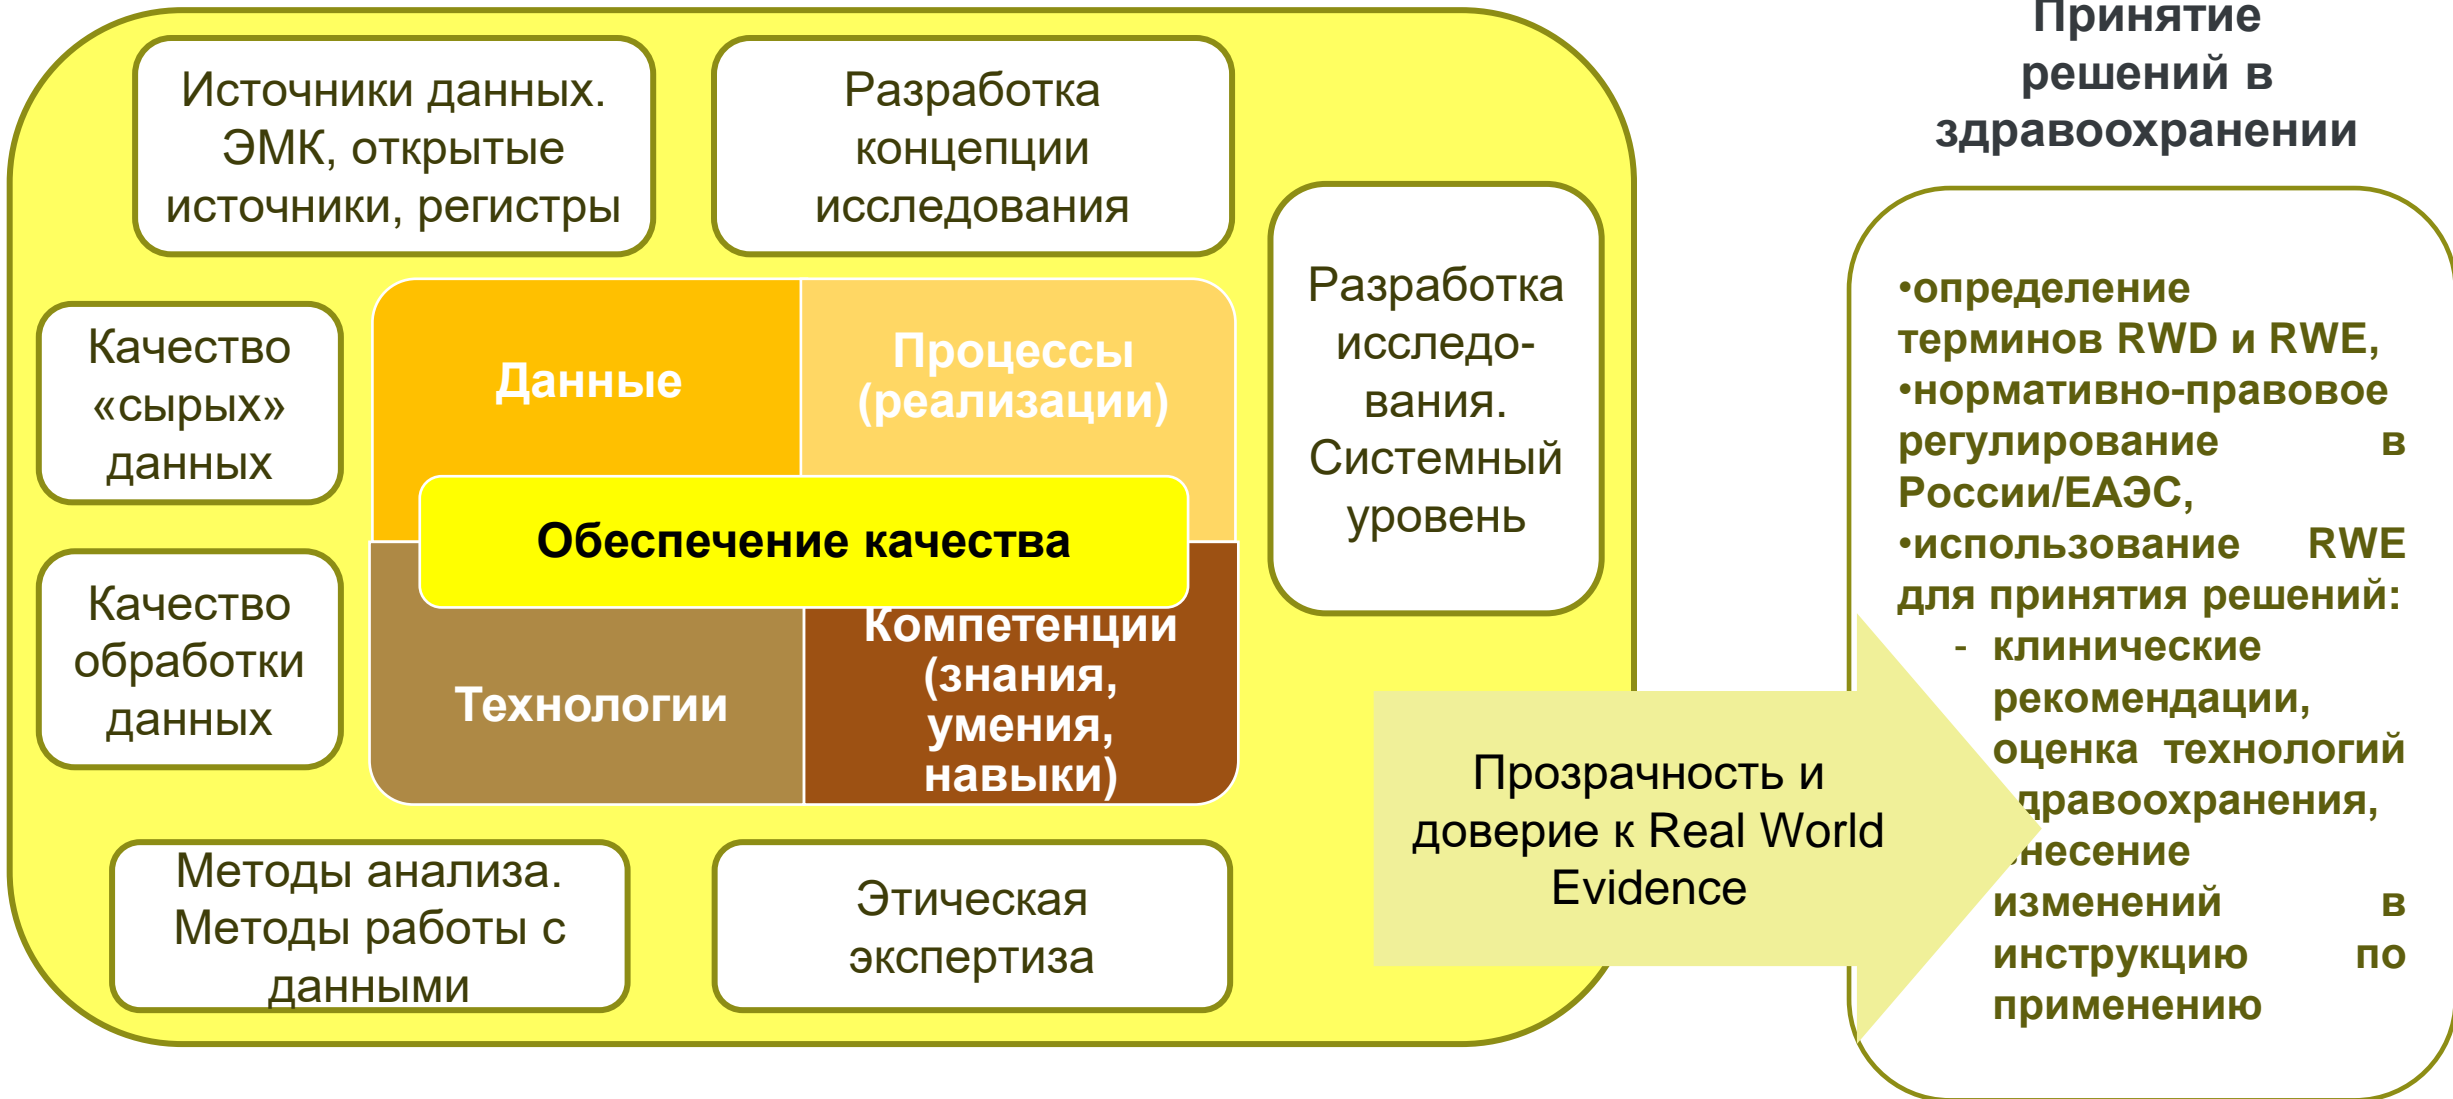 Источники данных.
ЭМК, открытые
источники, регистры
Разработка
концепции
исследования
Качество
«сырых»
данных
Качество
обработки
данных
Данные
Процессы
(реализации)
Обеспечение качества
Технологии
Компетенции
(знания,
умения,
навыки)
Разработка
исследо-
вания.
Системный
уровень
Методы анализа.
Методы работы с
данными
Этическая
экспертиза
Прозрачность и
доверие к Real World
Evidence
Принятие
решений в
здравоохранении
•определение
терминов RWD и RWE,
•нормативно-правовое
регулирование в
России/ЕАЭС,
•использование RWE
для принятия решений:
- клинические
рекомендации,
оценка технологий
дравоохранения,
несение
изменений в
инструкцию по
применению